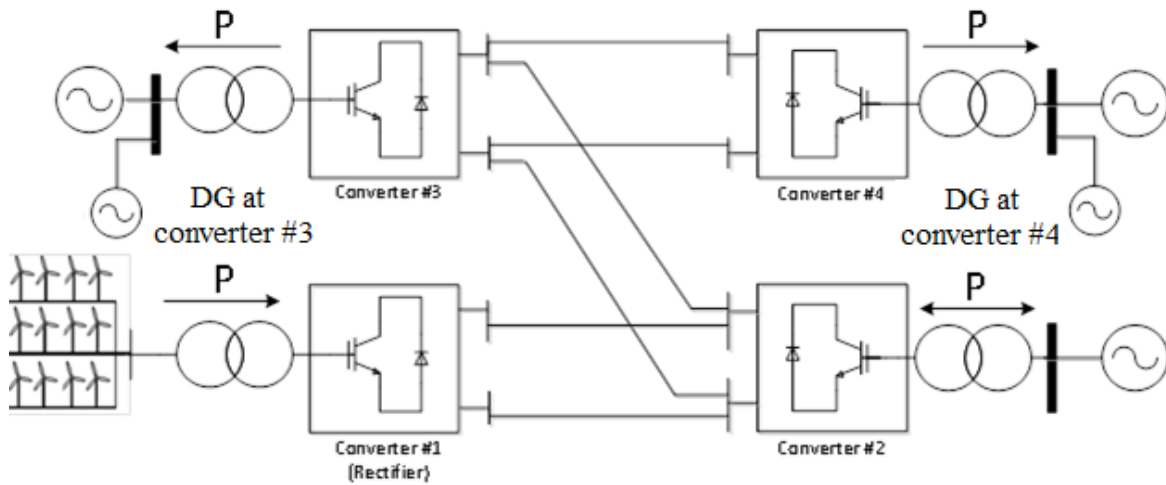 P
P
Converter #3
Converter #4
DG at
converter #3
DG at
converter #4
P
P
Converter #1
(Rectifier)
Converter #2